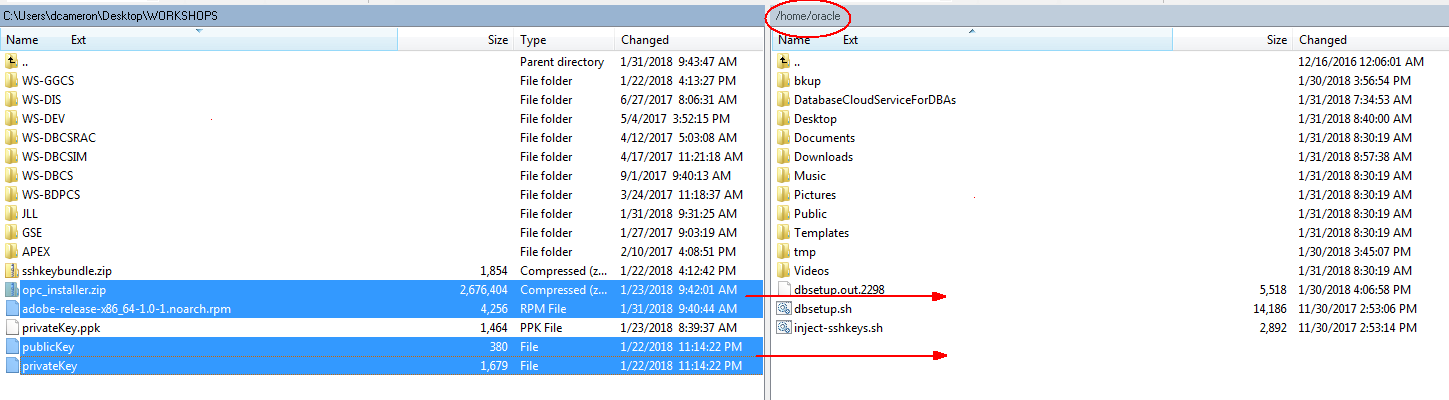 C:\Users\dcameron\Desktop\WORKSHOPS
Name Ext Size Type Changed
.. Parent directory 1/31/2018 9:43:47 AM
WS-GGCS File folder 1/22/2018 4:13:27 PM
WS-DIS File folder 6/27/2017 8:06:31 AM
WS-DEV File folder 5/4/2017 3:52:15 PM
WS-DBCSRAC File folder 4/12/2017 5:03:08 AM
WS-DBCSIM File folder 4/17/2017 11:21:18 AM
WS-DBCS File folder 9/1/2017 9:40:13 AM
WS-BDPCS File folder 3/24/2017 11:18:37 AM
JLL File folder 1/31/2018 9:31:25 AM
GSE File folder 1/27/2017 9:03:19 AM
APEX File folder 2/10/2017 4:08:51 PM
sshkeybundle.zip 1,854 Compressed (z... 1/22/2018 4:12:42 PM
opc_installer.zip 2,676,404 Compressed (z... 1/23/2018 9:42:01 AM
adobe-release-x86_64-1.0-1.noarch.rpm 4,256 RPM File 1/31/2018 9:40:44 AM
privateKey.ppk 1,464 PPK File 1/23/2018 8:39:37 AM
publicKey 380 File 1/22/2018 11:14:22 PM
privateKey 1,679 File 1/22/2018 11:14:22 PM
/home/oracle
Name Ext Size Changed
.. 12/16/2016 12:06:01 AM
bkup 1/30/2018 3:56:54 PM
DatabaseCloudServiceForDBAs 1/31/2018 7:34:53 AM
Desktop 1/31/2018 8:40:00 AM
Documents 1/31/2018 8:30:19 AM
Downloads 1/31/2018 8:57:38 AM
Music 1/31/2018 8:30:19 AM
Pictures 1/31/2018 8:30:19 AM
Public 1/31/2018 8:30:19 AM
Templates 1/31/2018 8:30:19 AM
tmp 1/30/2018 3:45:07 PM
Videos 1/31/2018 8:30:19 AM
dbsetup.out.2298 5,518 1/30/2018 4:06:58 PM
dbsetup.sh 14,186 11/30/2017 2:53:06 PM
inject-sshkeys.sh 2,892 11/30/2017 2:53:14 PM